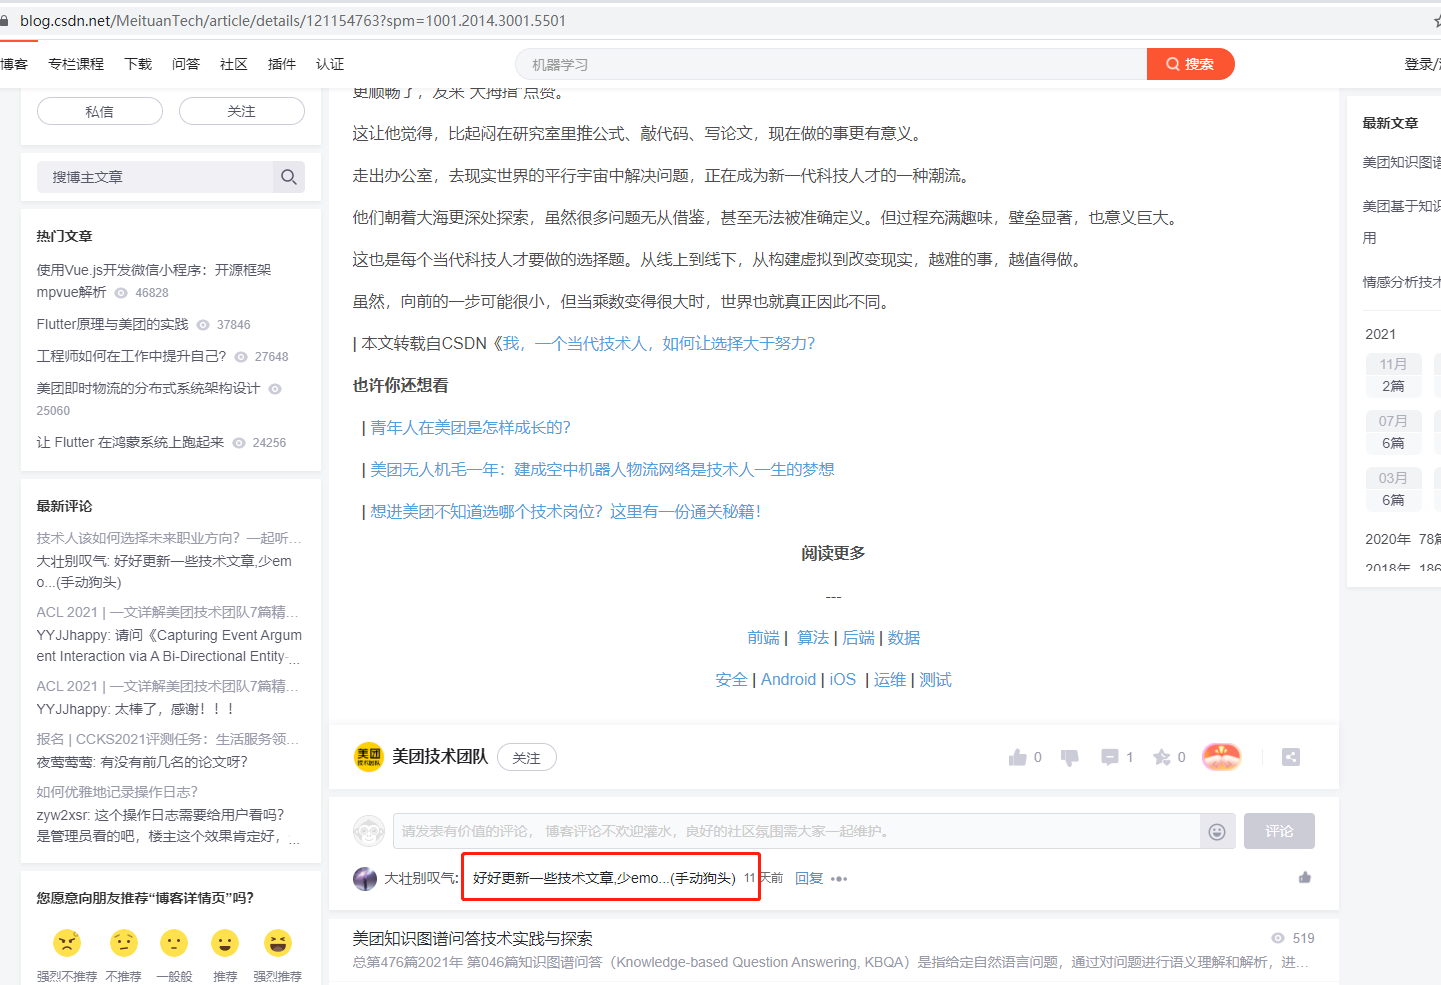 blog.csdn.net/MeituanTech/article/details/121154763?spm=1001.2014.3001.5501
博客 专栏课程 下载 问答 社区 插件 认证
机器学习
搜索
登录/
私信 关注
搜博主文章
热门文章
使用Vue.js开发微信小程序：开源框架
mpvue解析 46828
Flutter原理与美团的实践 37846
工程师如何在工作中提升自己？ 27648
美团即时物流的分布式系统架构设计
25060
让 Flutter 在鸿蒙系统上跑起来 24256
最新评论
技术人该如何选择未来职业方向？一起听...
大壮别叹气: 好好更新一些技术文章,少em
o...(手动狗头)
ACL 2021 | 一文详解美团技术团队7篇精...
YYJJhappy: 请问《Capturing Event Argum
ent Interaction via A Bi-Directional Entity-...
ACL 2021 | 一文详解美团技术团队7篇精...
YYJJhappy: 太棒了，感谢！！！
报名 | CCKS2021评测任务：生活服务领...
夜莺莺莺: 有没有前几名的论文呀？
如何优雅地记录操作日志？
zyw2xsr: 这个操作日志需要给用户看吗？
是管理员看的吧，楼主这个效果肯定好，...
您愿意向朋友推荐“博客详情页”吗？
强烈不推荐 不推荐 一般般 推荐 强烈推荐
更顺畅了，发来“大拇指”点赞。
这让他觉得，比起闷在研究室里推公式、敲代码、写论文，现在做的事更有意义。
走出办公室，去现实世界的平行宇宙中解决问题，正在成为新一代科技人才的一种潮流。
他们朝着大海更深处探索，虽然很多问题无从借鉴，甚至无法被准确定义。但过程充满趣味，壁垒显著，也意义巨大。
这也是每个当代科技人才要做的选择题。从线上到线下，从构建虚拟到改变现实，越难的事，越值得做。
虽然，向前的一步可能很小，但当乘数变得很大时，世界也就真正因此不同。
| 本文转载自CSDN《我，一个当代技术人，如何让选择大于努力？
也许你还想看
| 青年人在美团是怎样成长的？
| 美团无人机毛一年：建成空中机器人物流网络是技术人一生的梦想
| 想进美团不知道选哪个技术岗位？这里有一份通关秘籍！
阅读更多
---
前端 | 算法 | 后端 | 数据
安全 | Android | iOS | 运维 | 测试
美团
技术团队
美团技术团队 关注
0 1 0
请发表有价值的评论， 博客评论不欢迎灌水，良好的社区氛围需大家一起维护。
评论
大壮别叹气: 好好更新一些技术文章,少emo...(手动狗头) 11天前 回复 •••
美团知识图谱问答技术实践与探索 519
总第476篇2021年 第046篇知识图谱问答（Knowledge-based Question Answering, KBQA）是指给定自然语言问题，通过对问题进行语义理解和解析，进...
最新文章
美团知识图谱
美团基于知识
用
情感分析技术
2021
11月
2篇
07月
6篇
03月
6篇
2020年 78篇
2018年 186